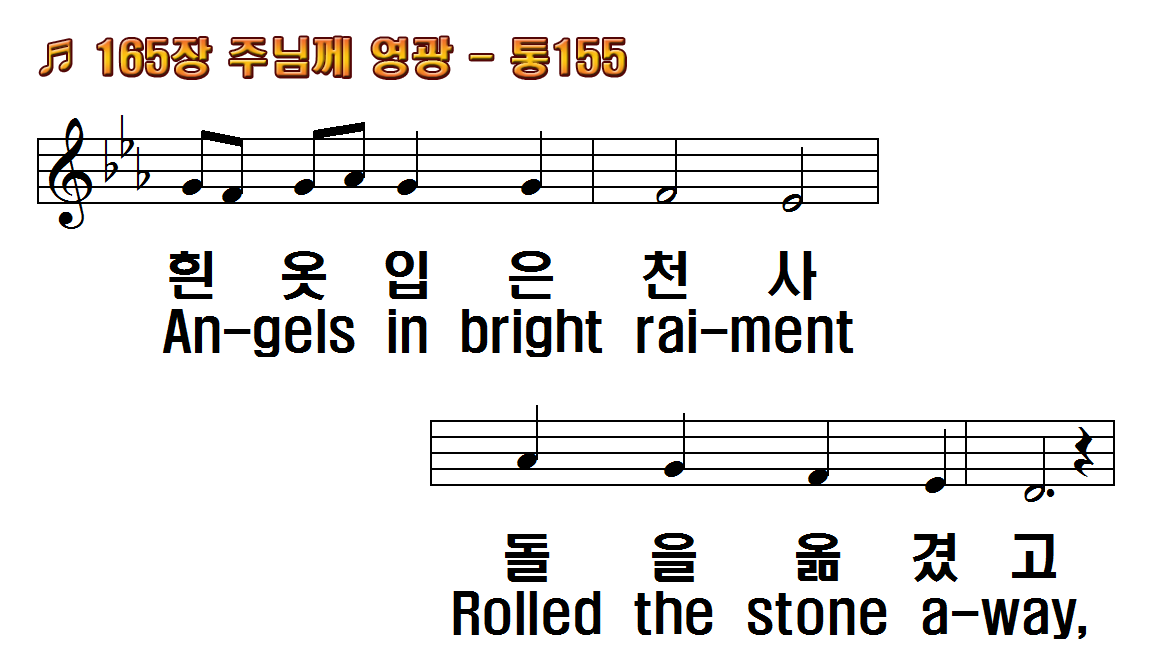 165장 주님께 영광 - 통155
흰 옷 입 은 천 사
An-gels in bright rai-ment
돌 을 옮 겼 고
Rolled the stone a-way,